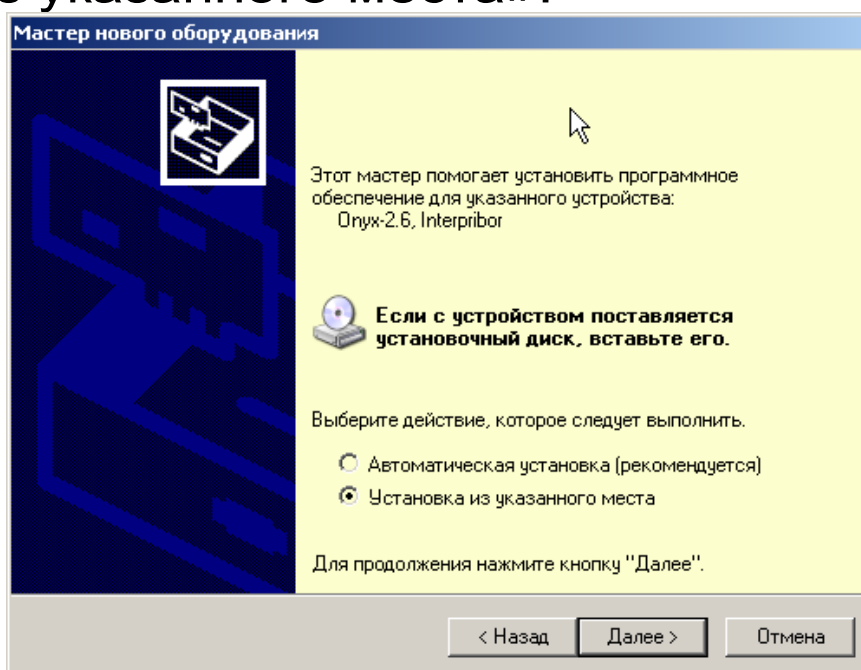 указанного места».
Мастер нового оборудования
Этот мастер помогает установить программное
обеспечение для указанного устройства:
Onyx-2.6, Interpribor
Если с устройством поставляется
установочный диск, вставьте его.
Выберите действие, которое следует выполнить.
Автоматическая установка (рекомендуется)
Установка из указанного места
Для продолжения нажмите кнопку "Далее".
< Назад Далее > Отмена